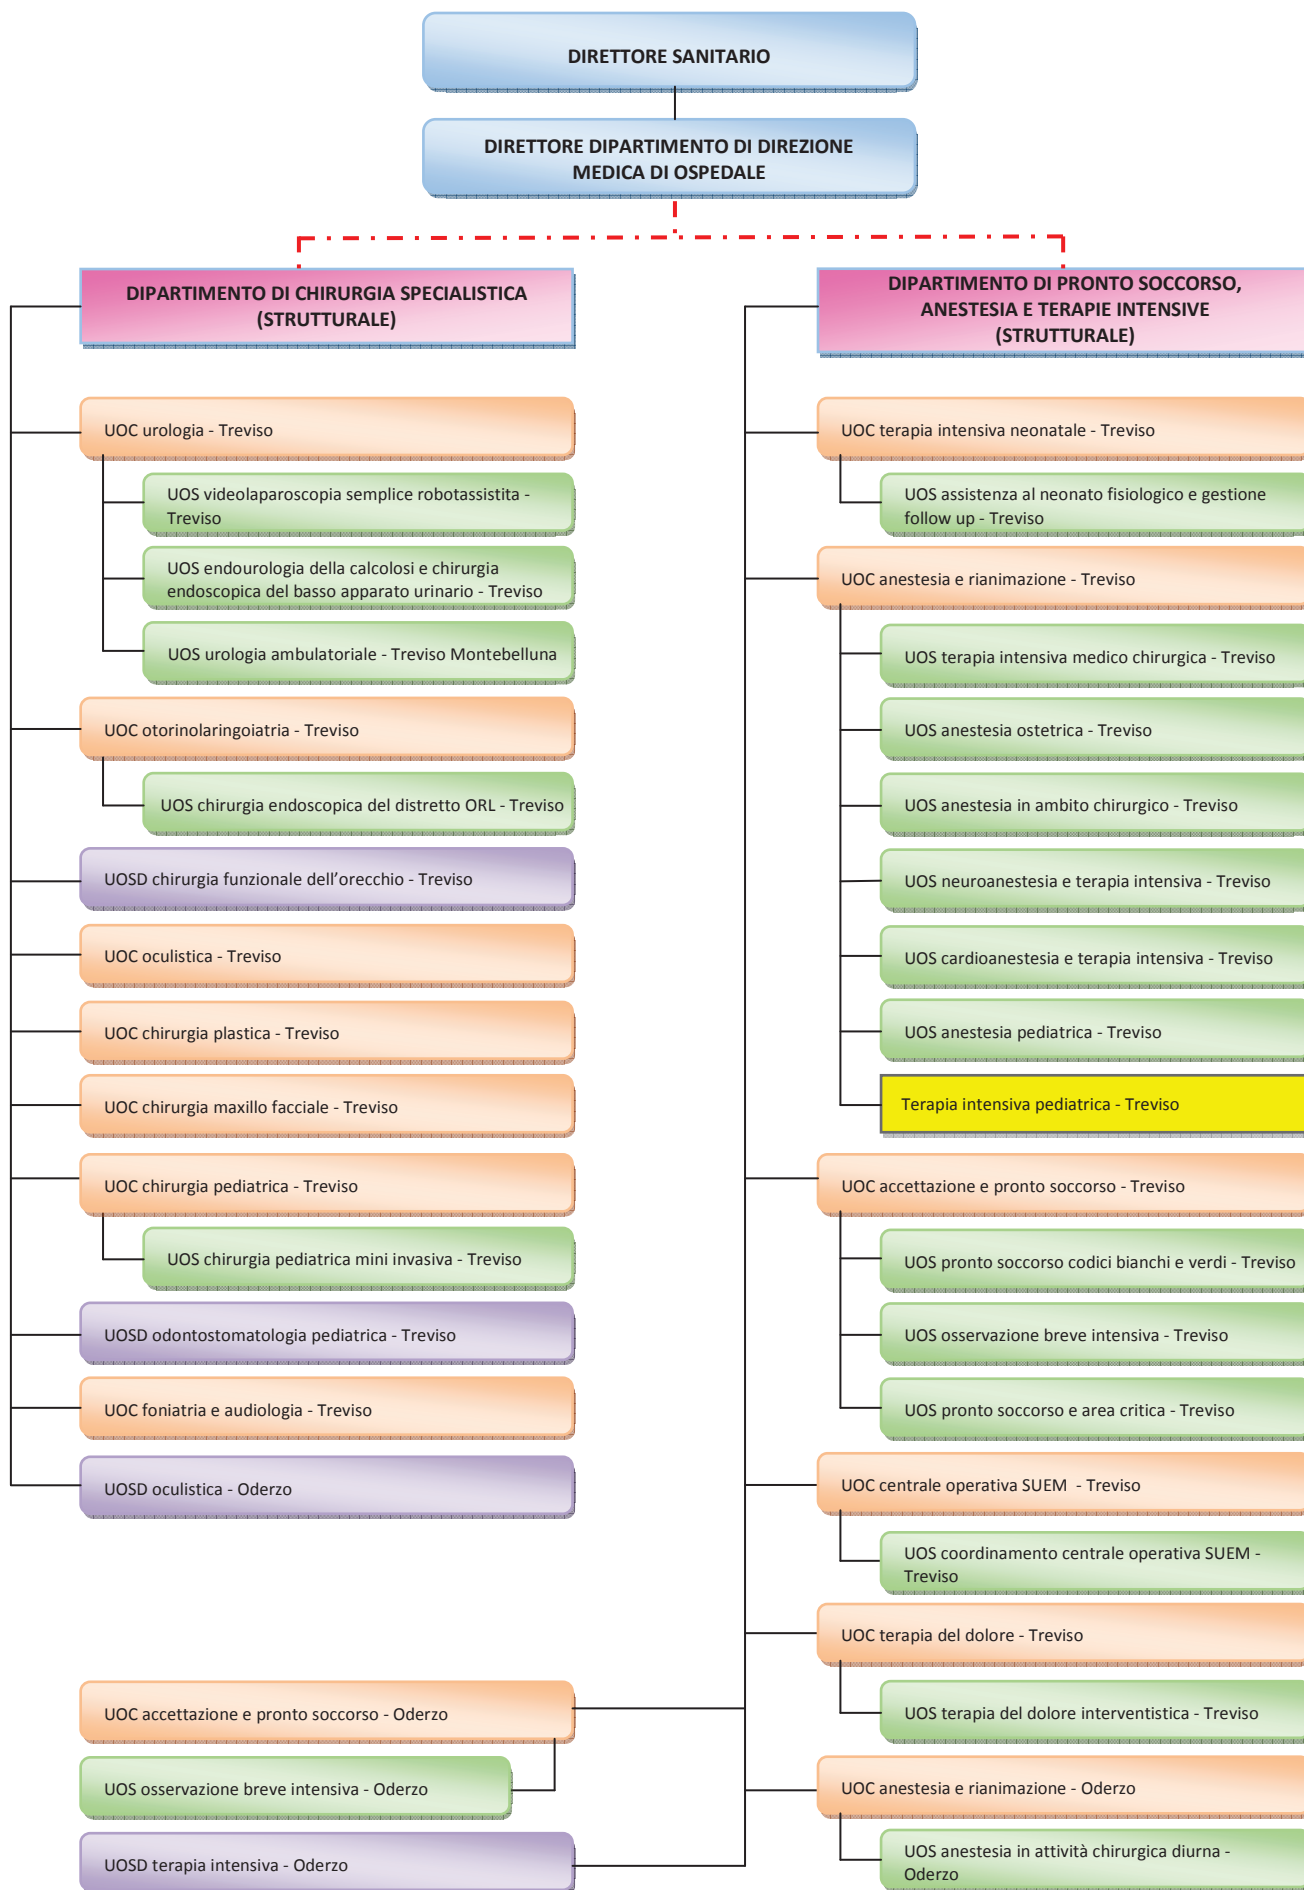 DIRETTORE SANITARIO
DIRETTORE DIPARTIMENTO DI DIREZIONE
MEDICA DI OSPEDALE
DIPARTIMENTO DI CHIRURGIA SPECIALISTICA
(STRUTTURALE)
UOC urologia - Treviso
UOS videolaparoscopia semplice robotassistita -
Treviso
UOS endourologia della calcolosi e chirurgia
endoscopica del basso apparato urinario - Treviso
UOS urologia ambulatoriale - Treviso Montebelluna
UOC otorinolaringoiatria - Treviso
UOS chirurgia endoscopica del distretto ORL - Treviso
UOSD chirurgia funzionale dell’orecchio - Treviso
UOC oculistica - Treviso
UOC chirurgia plastica - Treviso
UOC chirurgia maxillo facciale - Treviso
UOC chirurgia pediatrica - Treviso
UOS chirurgia pediatrica mini invasiva - Treviso
UOSD odontostomatologia pediatrica - Treviso
UOC foniatria e audiologia - Treviso
UOSD oculistica - Oderzo
DIPARTIMENTO DI PRONTO SOCCORSO,
ANESTESIA E TERAPIE INTENSIVE
(STRUTTURALE)
UOC terapia intensiva neonatale - Treviso
UOS assistenza al neonato fisiologico e gestione
follow up - Treviso
UOC anestesia e rianimazione - Treviso
UOS terapia intensiva medico chirurgica - Treviso
UOS anestesia ostetrica - Treviso
UOS anestesia in ambito chirurgico - Treviso
UOS neuroanestesia e terapia intensiva - Treviso
UOS cardioanestesia e terapia intensiva - Treviso
UOS anestesia pediatrica - Treviso
Terapia intensiva pediatrica - Treviso
UOC accettazione e pronto soccorso - Treviso
UOS pronto soccorso codici bianchi e verdi - Treviso
UOS osservazione breve intensiva - Treviso
UOS pronto soccorso e area critica - Treviso
UOC centrale operativa SUEM - Treviso
UOS coordinamento centrale operativa SUEM -
Treviso
UOC terapia del dolore - Treviso
UOS terapia del dolore interventistica - Treviso
UOC accettazione e pronto soccorso - Oderzo
UOS osservazione breve intensiva - Oderzo
UOSD terapia intensiva - Oderzo
UOC anestesia e rianimazione - Oderzo
UOS anestesia in attività chirurgica diurna -
Oderzo